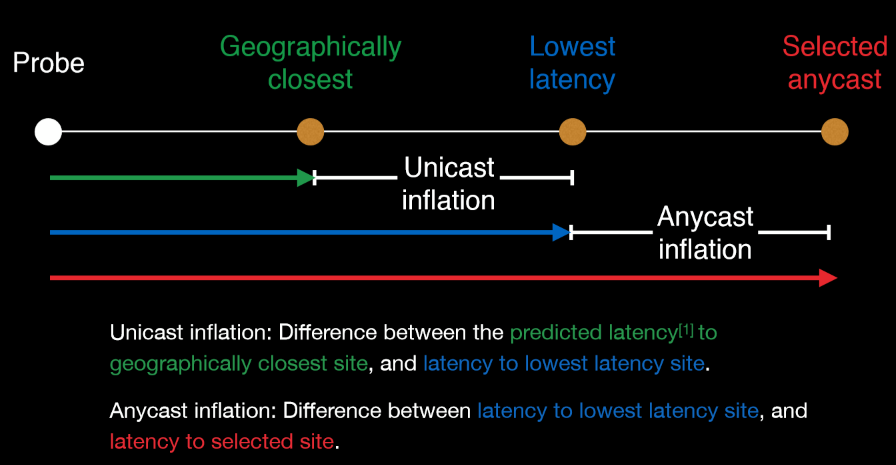 Probe
Geographically
closest
Lowest
latency
Selected
anycast
Unicast
inflation
Anycast
inflation
Unicast inflation: Difference between the predicted latency[1] to
geographically closest site, and latency to lowest latency site.
Anycast inflation: Difference between latency to lowest latency site, and
latency to selected site.